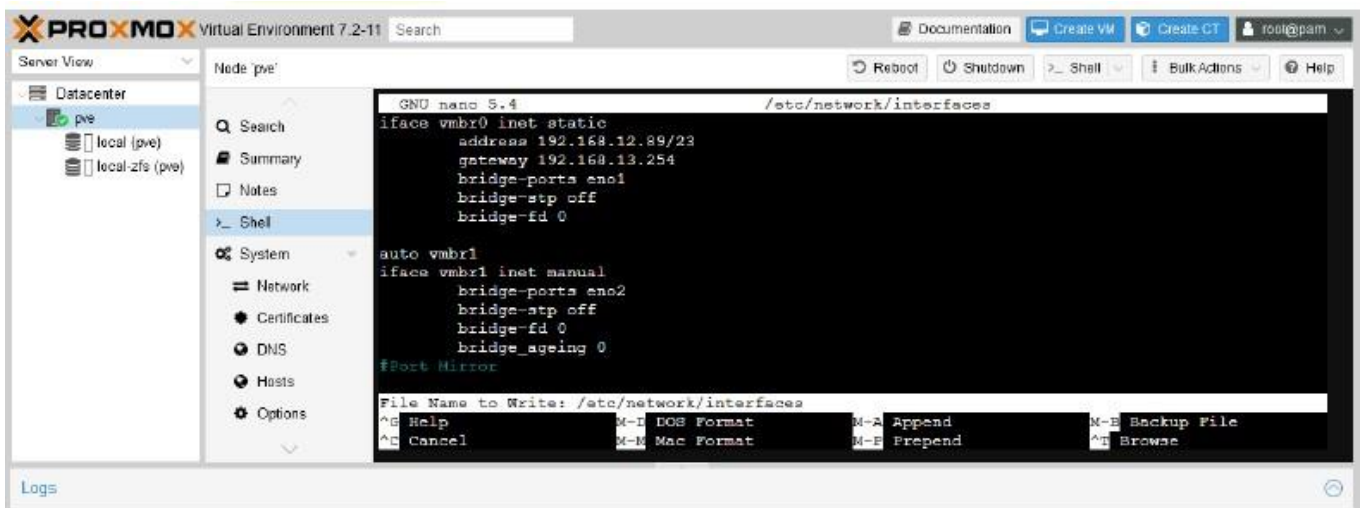 PROXMOX Virtual Environment 7.2-11 Search Documentation Create VM Create CT root@pam
Server View
Datacenter
pve
local (pve)
local-zfs (pve)
Node 'pve' Reboot Shutdown >_ Shell Bulk Actions Help
Search
Summary
Notes
>_ Shell
System
Network
Certificates
DNS
Hosts
Options
GNU nano 5.4 /etc/network/interfaces
iface vmbr0 inet static
address 192.168.12.89/23
gateway 192.168.13.254
bridge-ports eno1
bridge-stp off
bridge-fd 0
auto vmbr1
iface vmbr1 inet manual
bridge-ports eno2
bridge-stp off
bridge-fd 0
bridge_ageing 0
#Port Mirror
File Name to Write: /etc/network/interfaces
^G Help M-D DOS Format M-A Append M-B Backup File
^C Cancel M-M Mac Format M-P Prepend ^T Browse
Logs